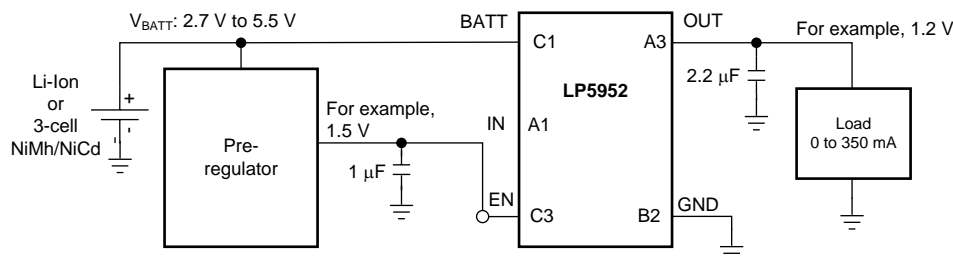 V_BATT: 2.7 V to 5.5 V
BATT
C1
A3
OUT
For example, 1.2 V
Li-Ion
or
3-cell
NiMh/NiCd
+
-
Pre-
regulator
For example,
1.5 V
1 μF
IN
A1
LP5952
2.2 μF
Load
0 to 350 mA
EN
C3
B2
GND